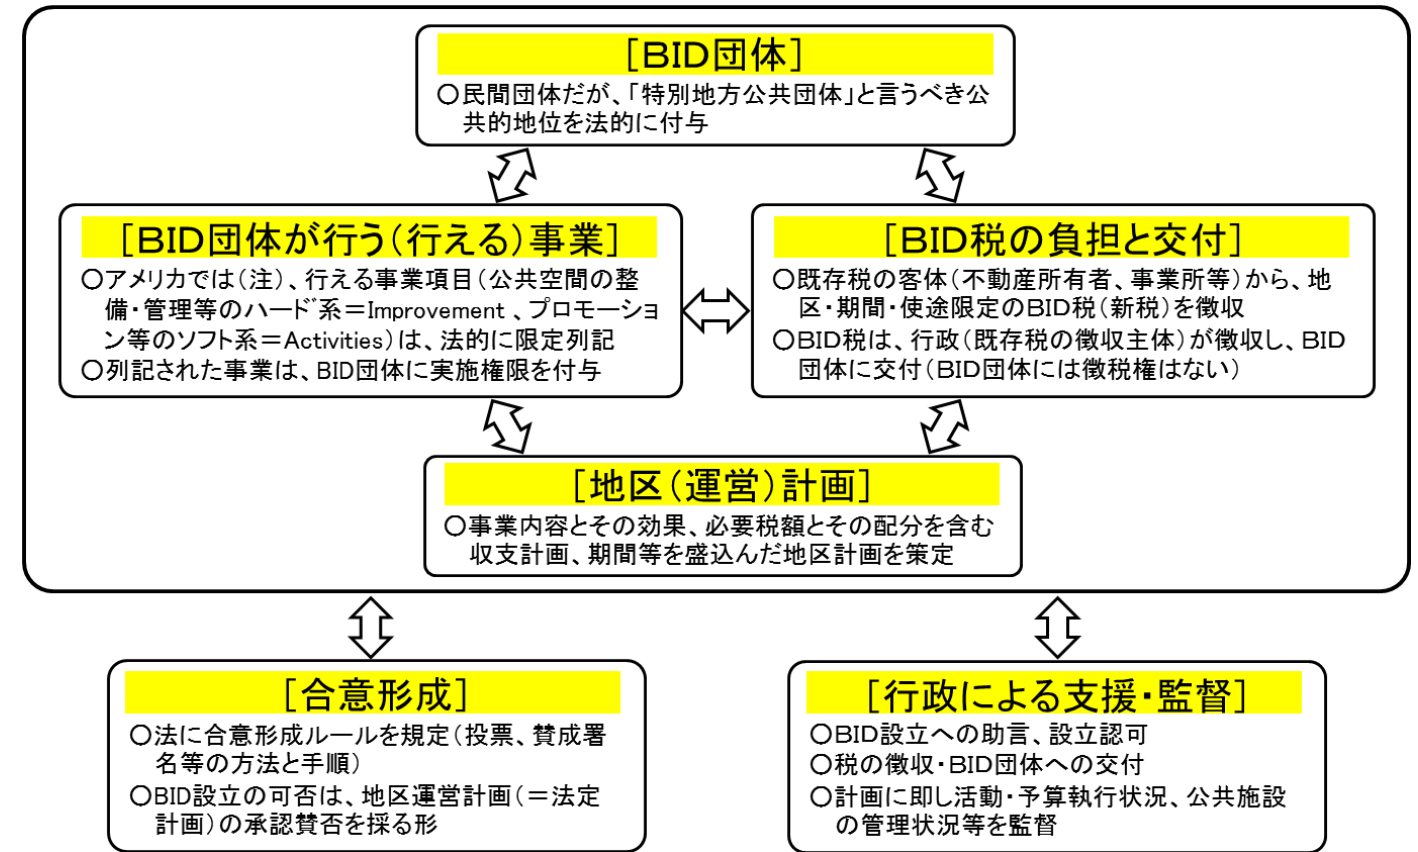 [BID団体]
○民間団体だが、「特別地方公共団体」と言うべき公
共的地位を法的に付与
[BID団体が行う(行える)事業]
○アメリカでは(注)、行える事業項目(公共空間の整
備・管理等のハード系=Improvement 、プロモーショ
ン等のソフト系=Activities)は、法的に限定列記
○列記された事業は、BID団体に実施権限を付与
[BID税の負担と交付]
○既存税の客体(不動産所有者、事業所等)から、地
区・期間・使途限定のBID税(新税)を徴収
○BID税は、行政(既存税の徴収主体)が徴収し、BID
団体に交付(BID団体には徴税権はない)
[地区(運営)計画]
○事業内容とその効果、必要税額とその配分を含む
収支計画、期間等を盛込んだ地区計画を策定
[合意形成]
○法に合意形成ルールを規定(投票、賛成署
名等の方法と手順)
○BID設立の可否は、地区運営計画(=法定
計画)の承認賛否を採る形
[行政による支援・監督]
○BID設立への助言、設立認可
○税の徴収・BID団体への交付
○計画に即し活動・予算執行状況、公共施設
の管理状況等を監督